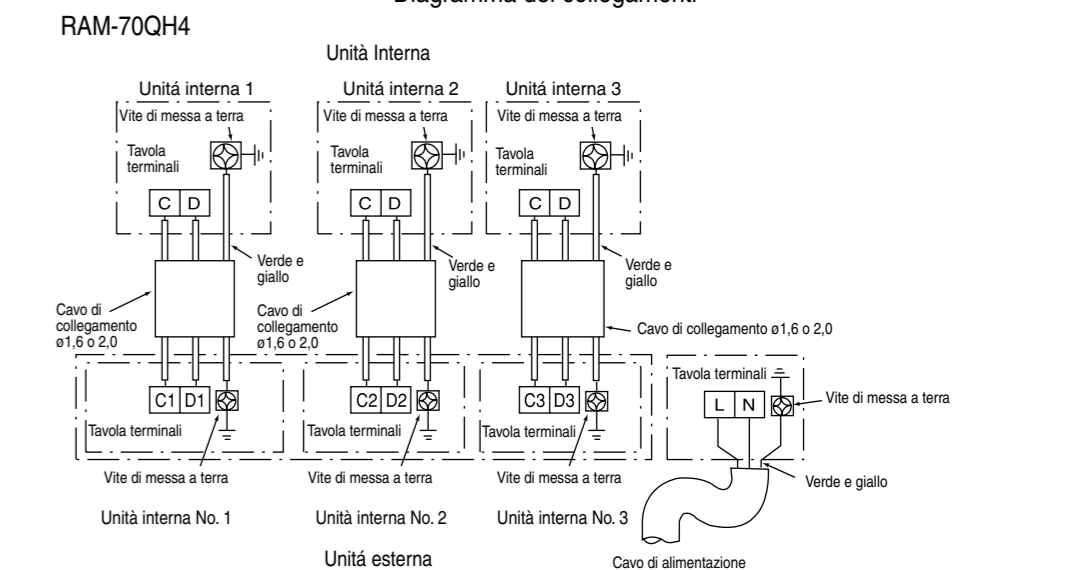 Diagramma dei collegamenti
RAM-70QH4
Unità Interna
Unitá interna 1
Unitá interna 2
Unitá interna 3
Vite di messa a terra
Vite di messa a terra
Vite di messa a terra
Tavola
terminali
Tavola
terminali
Tavola
terminali
C D
C D
C D
Verde e
giallo
Verde e
giallo
Verde e
giallo
Cavo di
collegamento
ø1,6 o 2,0
Cavo di
collegamento
ø1,6 o 2,0
Cavo di collegamento ø1,6 o 2,0
C1 D1
C2 D2
C3 D3
Tavola terminali
L N
Vite di messa a terra
Tavola terminali
Tavola terminali
Tavola terminali
Vite di messa a terra
Vite di messa a terra
Vite di messa a terra
Verde e giallo
Unità interna No. 1
Unità interna No. 2
Unità interna No. 3
Unitá esterna
Cavo di alimentazione